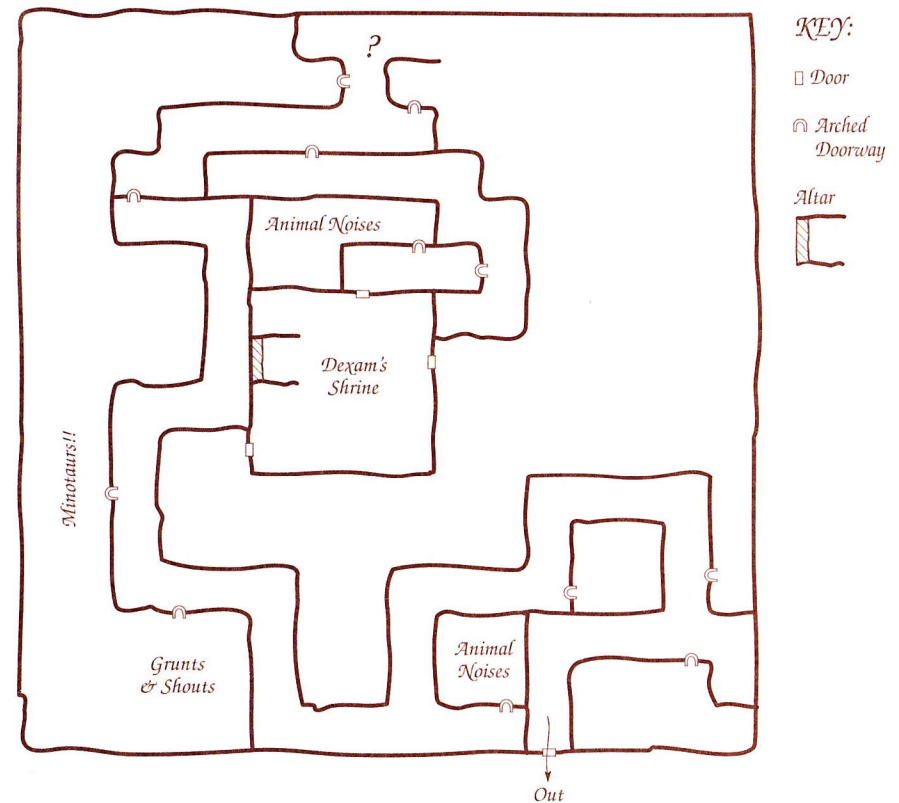 ?
KEY:
Door
Arched
Doorway
Altar
Animal Noises
Dexam's
Shrine
Minotaurs!!
Grunts
& Shouts
Animal
Noises
Out